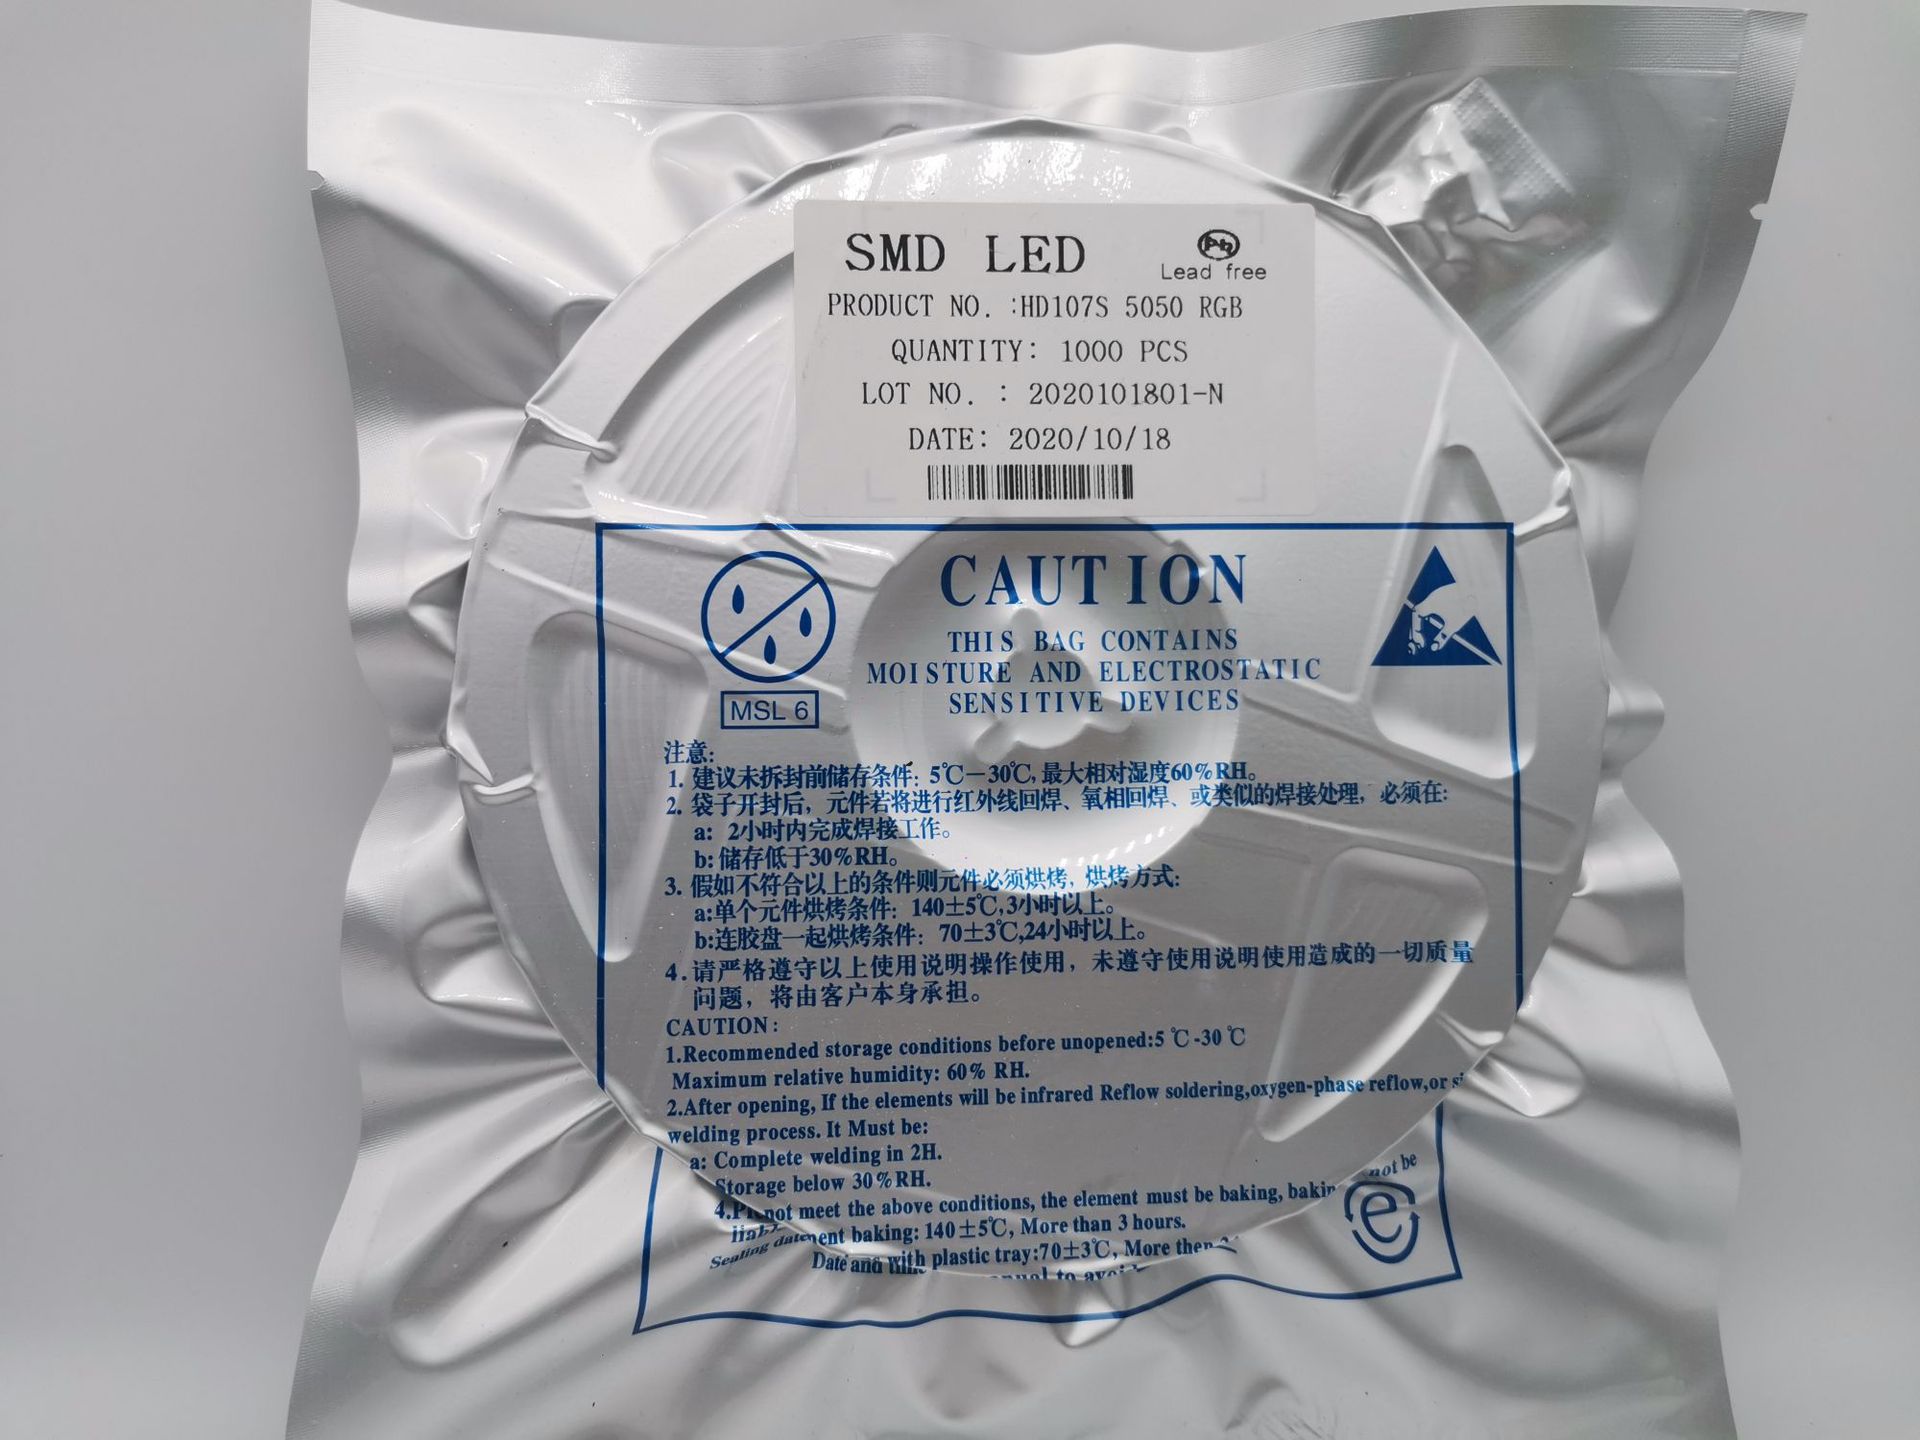 SMD LED
Pb
Lead free
PRODUCT NO. :HD107S 5050 RGB
QUANTITY: 1000 PCS
LOT NO. : 2020101801-N
DATE: 2020/10/18
CAUTION
THIS BAG CONTAINS
MOISTURE AND ELECTROSTATIC
SENSITIVE DEVICES
MSL 6
注意:
1. 建议未拆封前储存条件: 5℃-30℃, 最大相对湿度60%RH。
2. 袋子开封后, 元件若将进行红外线回焊、氧相回焊、或类似的焊接处理, 必须在:
a: 2小时内完成焊接工作。
b: 储存低于30%RH。
3. 假如不符合以上的条件则元件必须烘烤, 烘烤方式:
a:单个元件烘烤条件: 140±5℃,3小时以上。
b:连胶盘一起烘烤条件: 70±3℃,24小时以上。
4.请严格遵守以上使用说明操作使用, 未遵守使用说明使用造成的一切质量
问题, 将由客户本身承担。
CAUTION:
1.Recommended storage conditions before unopened:5 ℃ -30 ℃
Maximum relative humidity: 60% RH.
2.After opening, If the elements will be infrared Reflow soldering,oxygen-phase reflow,or
welding process. It Must be:
a: Complete welding in 2H.
Storage below 30%RH.
not meet the above conditions, the element must be baking,
not be
4.
baking: 140±5℃, More than 3 hours.
Sealing date
Date and
with plastic tray:70±3℃, More then
to
e